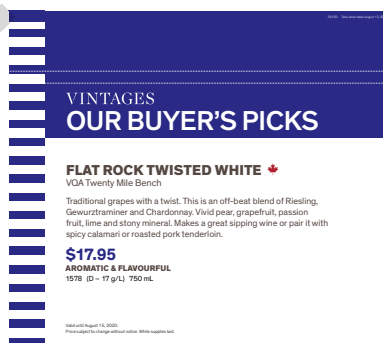 VINTAGES
OUR BUYER'S PICKS
FLAT ROCK TWISTED WHITE
VQA Twenty Mile Bench
Traditional grapes with a twist. This is an off-beat blend of Riesling,
Gewurztraminer and Chardonnay. Vivid pear, grapefruit, passion
fruit, lime and stony mineral. Makes a great sipping wine or pair it with
spicy calamari or roasted pork tenderloin.
$17.95
AROMATIC & FLAVOURFUL
1578 (D – 17 g/L) 750 mL
Valid until August 15, 2020.
Price subject to change without notice. While supplies last.